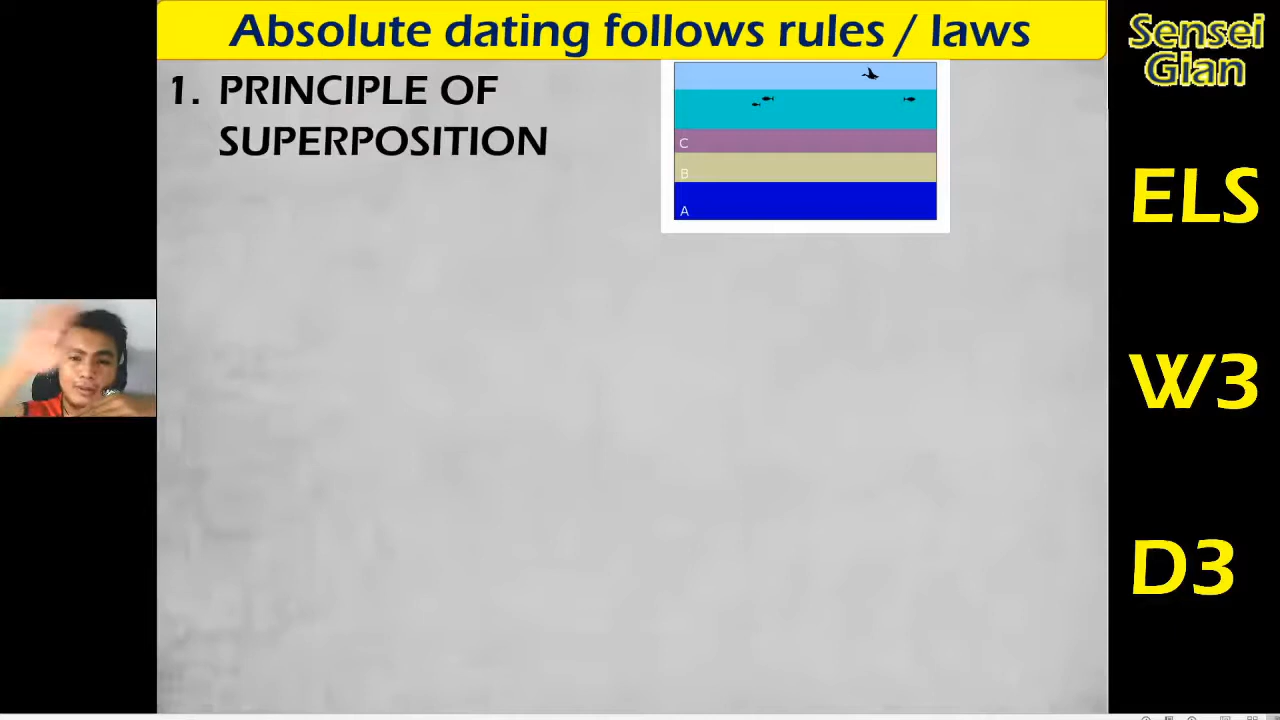 Absolute dating follows rules / laws
1. PRINCIPLE OF
SUPERPOSITION
C
B
A
Sensei
Gian
ELS
W3
D3